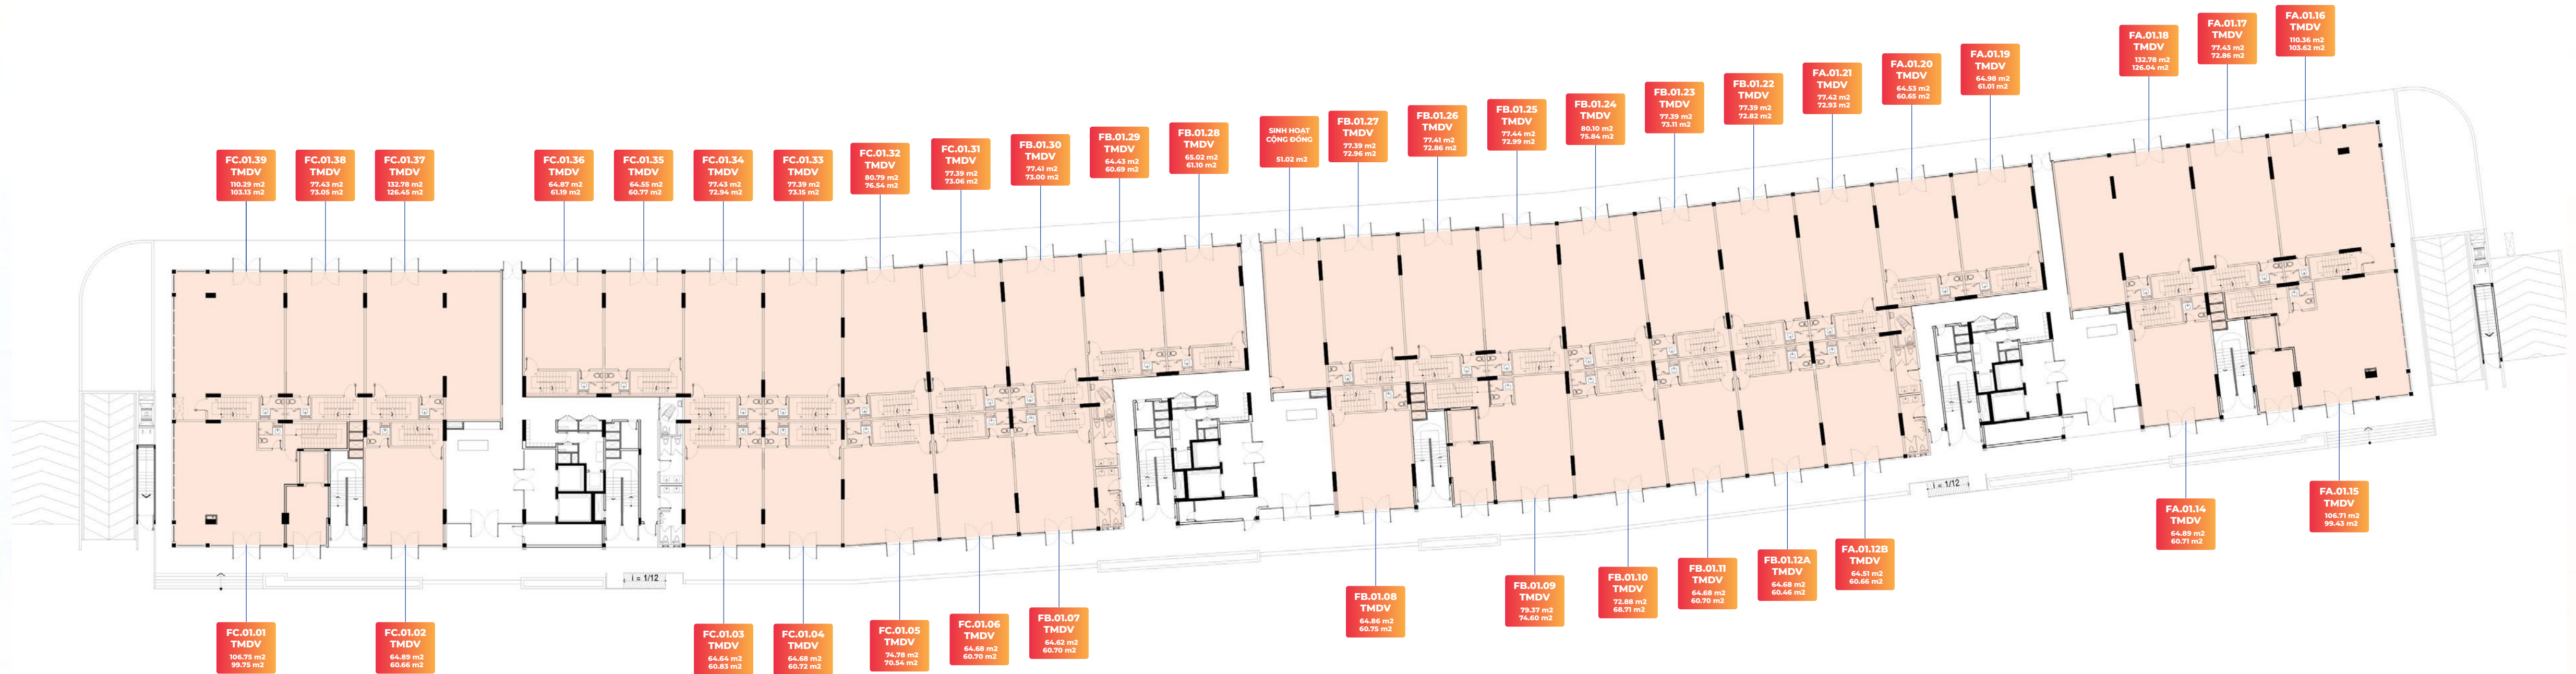 FC.01.39
TMDV
110.29 m2
103.13 m2
FC.01.38
TMDV
77.43 m2
73.05 m2
FC.01.37
TMDV
132.78 m2
126.45 m2
FC.01.36
TMDV
64.87 m2
61.19 m2
FC.01.35
TMDV
64.55 m2
60.77 m2
FC.01.34
TMDV
77.43 m2
72.94 m2
FC.01.33
TMDV
77.39 m2
73.15 m2
FC.01.32
TMDV
80.79 m2
76.54 m2
FC.01.31
TMDV
77.39 m2
73.06 m2
FB.01.30
TMDV
77.41 m2
73.00 m2
FB.01.29
TMDV
64.43 m2
60.69 m2
FB.01.28
TMDV
65.02 m2
61.10 m2
SINH HOẠT
CỘNG ĐỒNG
51.02 m2
FB.01.27
TMDV
77.39 m2
72.96 m2
FB.01.26
TMDV
77.41 m2
72.86 m2
FB.01.25
TMDV
77.44 m2
72.99 m2
FB.01.24
TMDV
80.10 m2
75.84 m2
FB.01.23
TMDV
77.39 m2
73.11 m2
FB.01.22
TMDV
77.39 m2
72.82 m2
FA.01.21
TMDV
77.42 m2
72.93 m2
FA.01.20
TMDV
64.53 m2
60.65 m2
FA.01.19
TMDV
64.98 m2
61.01 m2
FA.01.18
TMDV
132.78 m2
126.04 m2
FA.01.17
TMDV
77.43 m2
72.86 m2
FA.01.16
TMDV
110.36 m2
103.62 m2
i = 1/12
i = 1/12
FC.01.01
TMDV
106.75 m2
99.75 m2
FC.01.02
TMDV
64.89 m2
60.66 m2
FC.01.03
TMDV
64.64 m2
60.83 m2
FC.01.04
TMDV
64.68 m2
60.72 m2
FC.01.05
TMDV
74.78 m2
70.54 m2
FC.01.06
TMDV
64.68 m2
60.70 m2
FB.01.07
TMDV
64.62 m2
60.70 m2
FB.01.08
TMDV
64.86 m2
60.75 m2
FB.01.09
TMDV
79.37 m2
74.60 m2
FB.01.10
TMDV
72.88 m2
68.71 m2
FB.01.11
TMDV
64.68 m2
60.70 m2
FB.01.12A
TMDV
64.68 m2
60.46 m2
FA.01.12B
TMDV
64.51 m2
60.66 m2
FA.01.14
TMDV
64.89 m2
60.71 m2
FA.01.15
TMDV
106.71 m2
99.43 m2